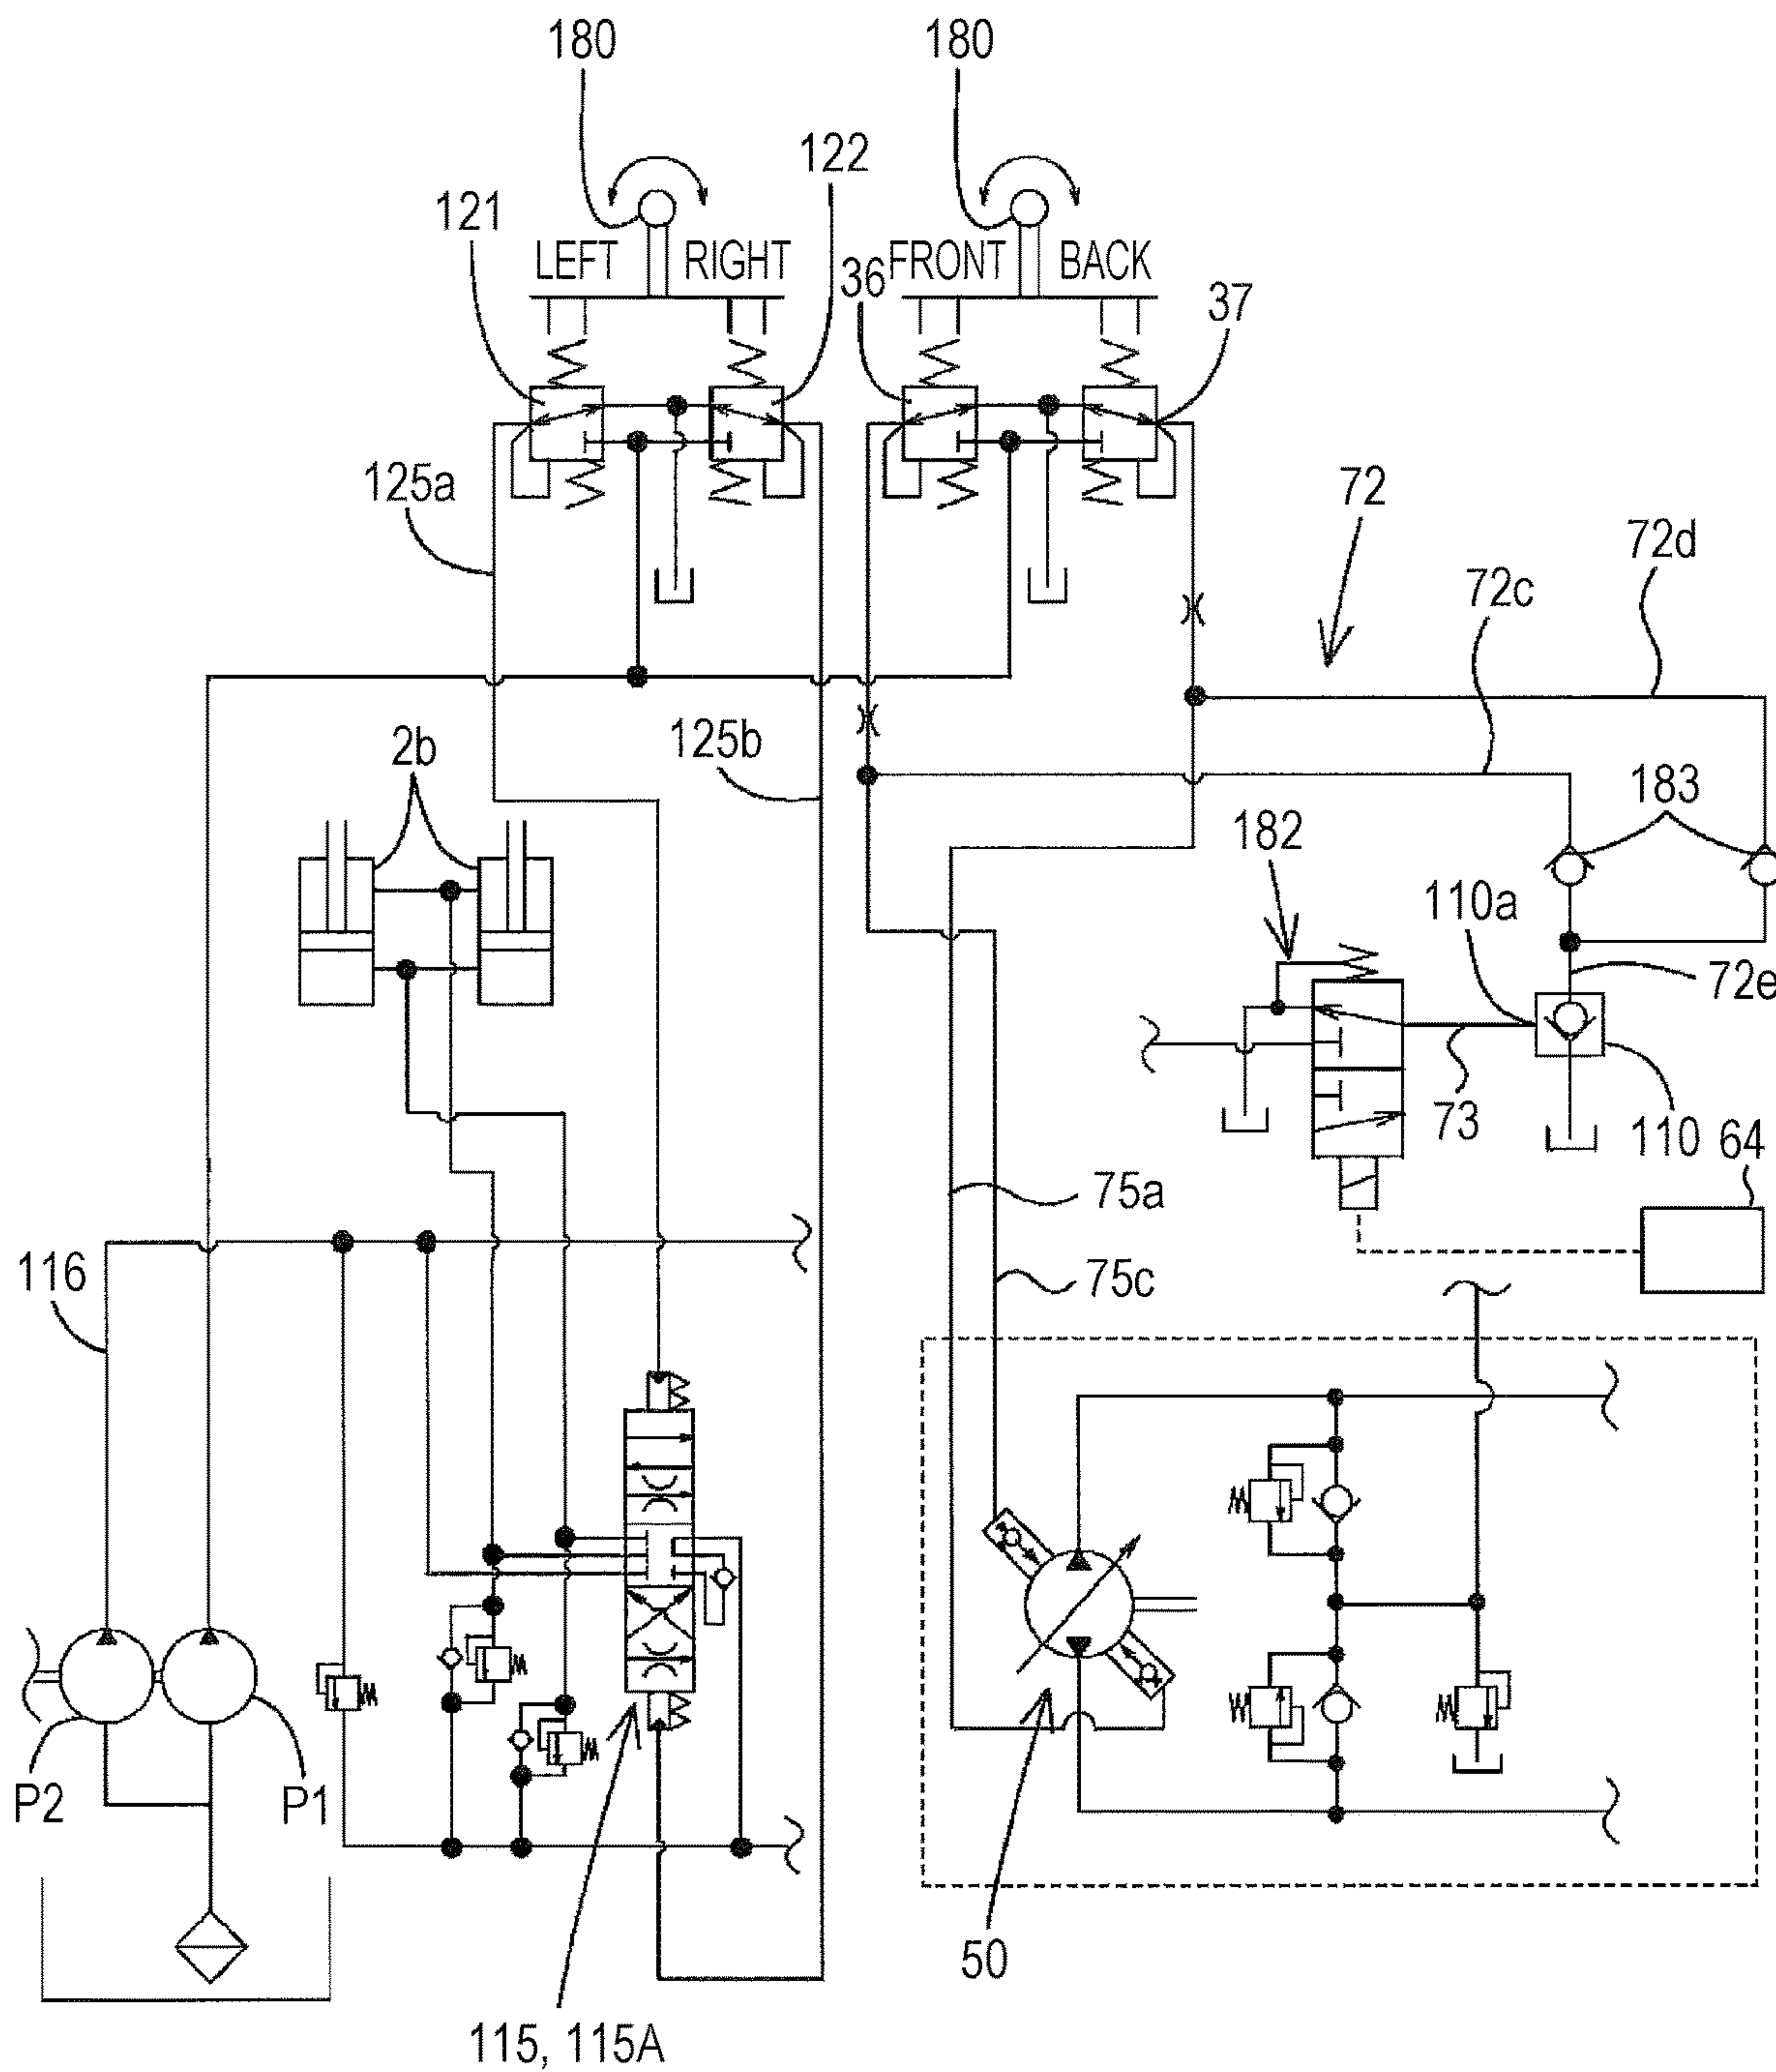 180
180
121
122
LEFT
RIGHT
36
FRONT
BACK
37
125a
72
72d
72c
2b
125b
183
182
110a
72e
73
110
64
75a
75c
116
P2
P1
50
115, 115A